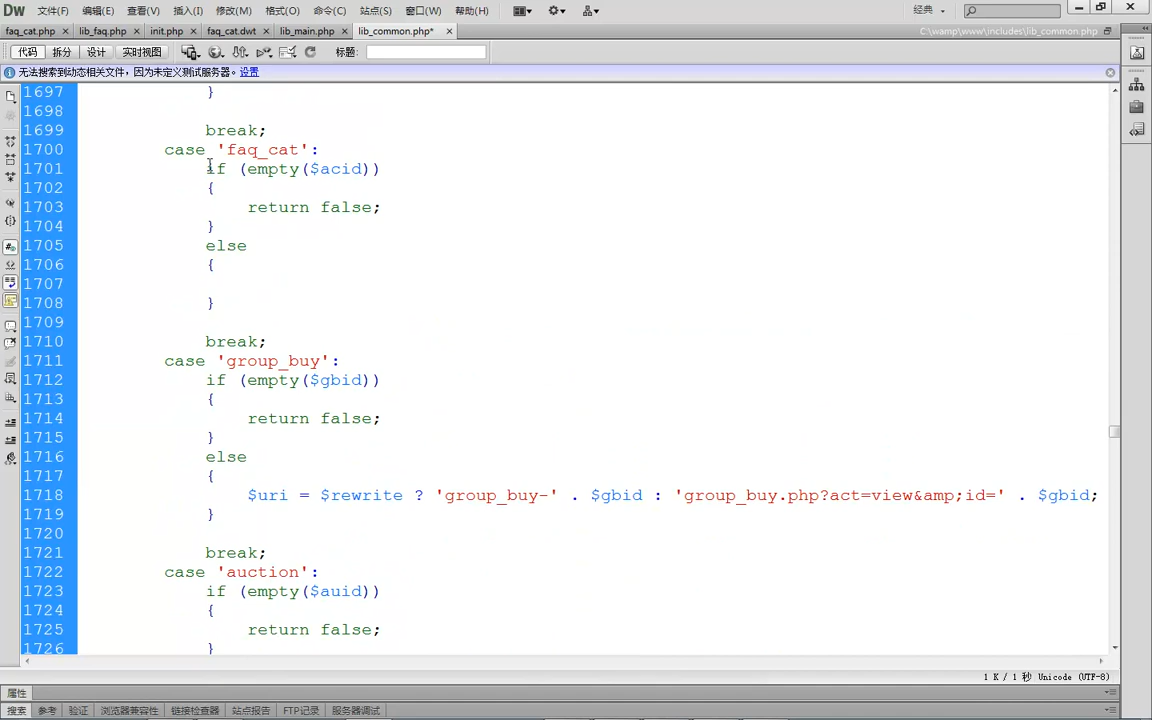 Dw 文件(F) 编辑(E) 查看(V) 插入(I) 修改(M) 格式(O) 命令(C) 站点(S) 窗口(W) 帮助(H) 经典
faq_cat.php × lib_faq.php × init.php × faq_cat.dwt × lib_main.php × lib_common.php* × C:\wamp\www\includes\lib_common.php
代码 拆分 设计 实时视图 标题:
无法搜索到动态相关文件，因为未定义测试服务器。设置
1697 }
1698
1699 break;
1700 case 'faq_cat':
1701 if (empty($acid))
1702 {
1703 return false;
1704 }
1705 else
1706 {
1707
1708 }
1709
1710 break;
1711 case 'group_buy':
1712 if (empty($gbid))
1713 {
1714 return false;
1715 }
1716 else
1717 {
1718 $uri = $rewrite ? 'group_buy-' . $gbid : 'group_buy.php?act=view&amp;id=' . $gbid;
1719 }
1720
1721 break;
1722 case 'auction':
1723 if (empty($auid))
1724 {
1725 return false;
1726 }
1 K / 1 秒 Unicode (UTF-8)
属性
搜索 参考 验证 浏览器兼容性 链接检查器 站点报告 FTP记录 服务器调试